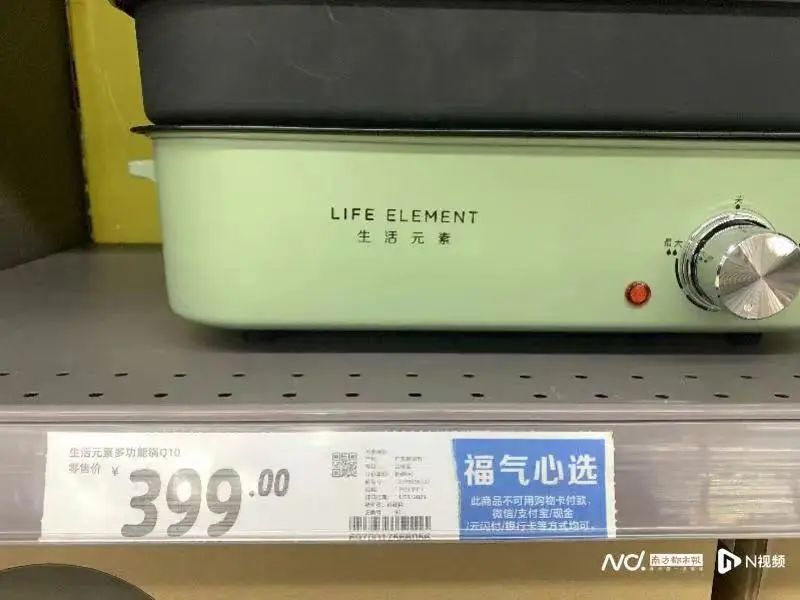 LIFE ELEMENT
生活元素
关
最大
生活元素多功能锅Q10
零售价 ¥
399.00
福气心选
此商品不可用购物卡付款,
微信/支付宝/现金
/云闪付/银行卡等方式均可。
南方都市报
N视频